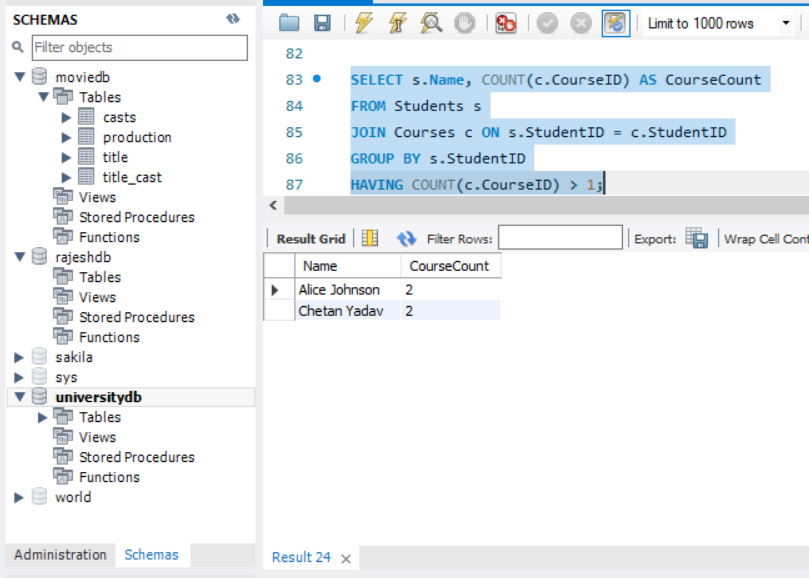 SCHEMAS
Filter objects
moviedb
Tables
casts
production
title
title_cast
Views
Stored Procedures
Functions
rajeshdb
Tables
Views
Stored Procedures
Functions
sakila
sys
universitydb
Tables
Views
Stored Procedures
Functions
world
Administration Schemas
Limit to 1000 rows
82
83 SELECT s.Name, COUNT(c.CourseID) AS CourseCount
84 FROM Students s
85 JOIN Courses c ON s.StudentID = c.StudentID
86 GROUP BY s.StudentID
87 HAVING COUNT(c.CourseID) > 1;
Result Grid Filter Rows: Export: Wrap Cell Cont
Name CourseCount
Alice Johnson 2
Chetan Yadav 2
Result 24